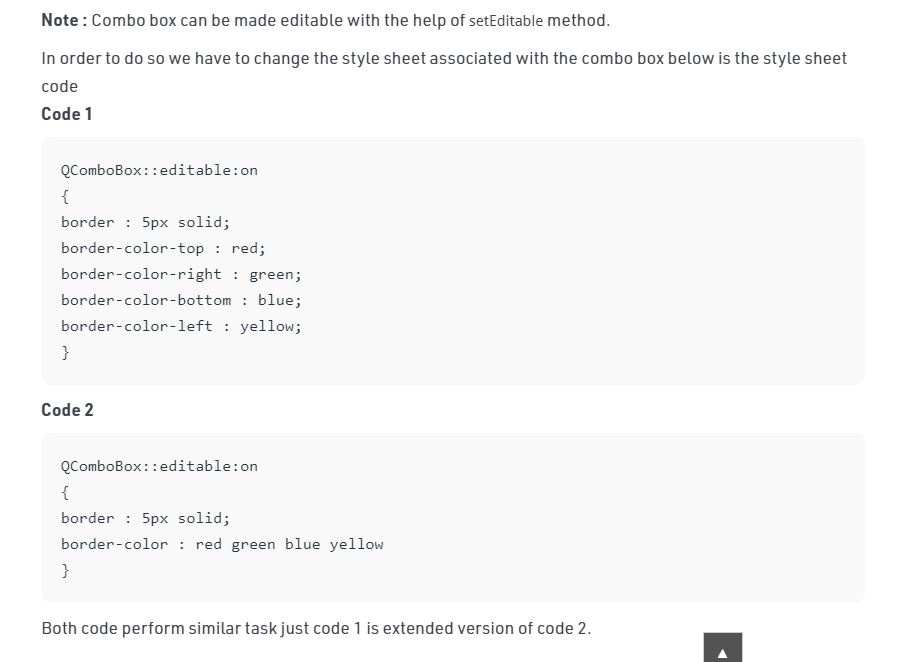 Note : Combo box can be made editable with the help of setEditable method.
In order to do so we have to change the style sheet associated with the combo box below is the style sheet
code
Code 1
QComboBox::editable:on
{
border : 5px solid;
border-color-top : red;
border-color-right : green;
border-color-bottom : blue;
border-color-left : yellow;
}
Code 2
QComboBox::editable:on
{
border : 5px solid;
border-color : red green blue yellow
}
Both code perform similar task just code 1 is extended version of code 2.